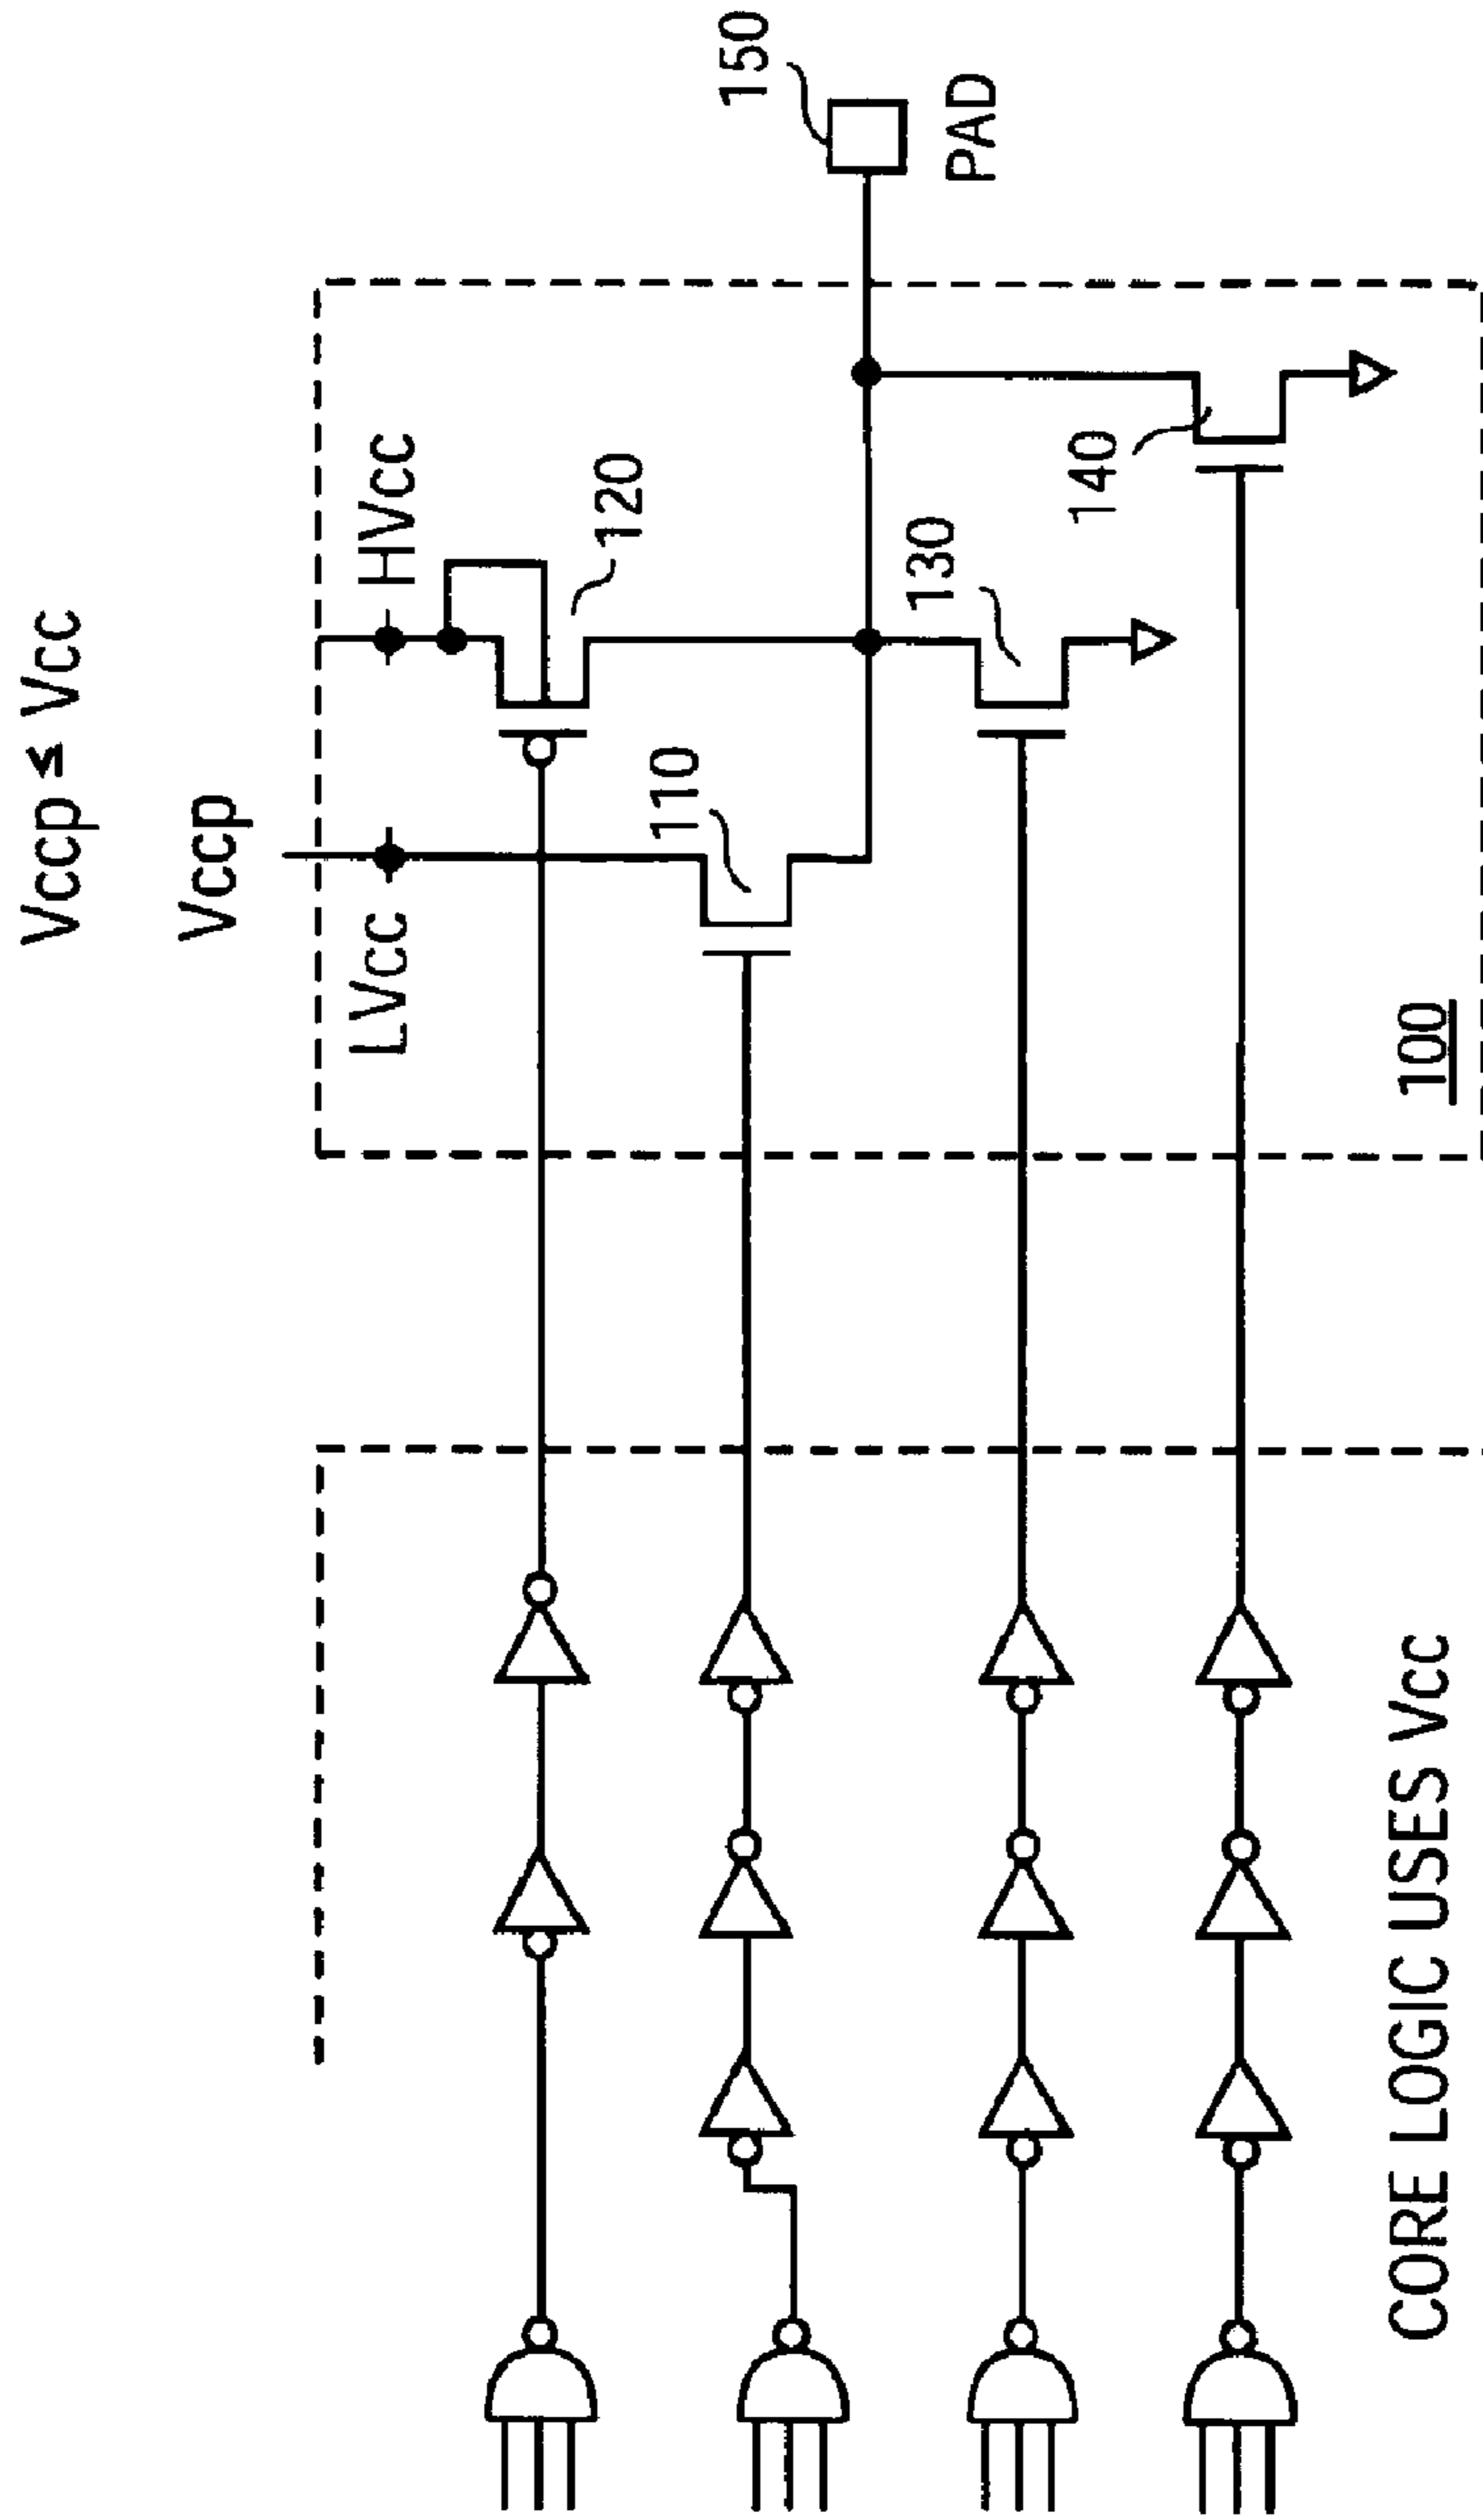 Vccp ≤ Vcc
Vccp
LVcc
HVcc
120
110
150
PAD
130
140
100
CORE LOGIC USES Vcc